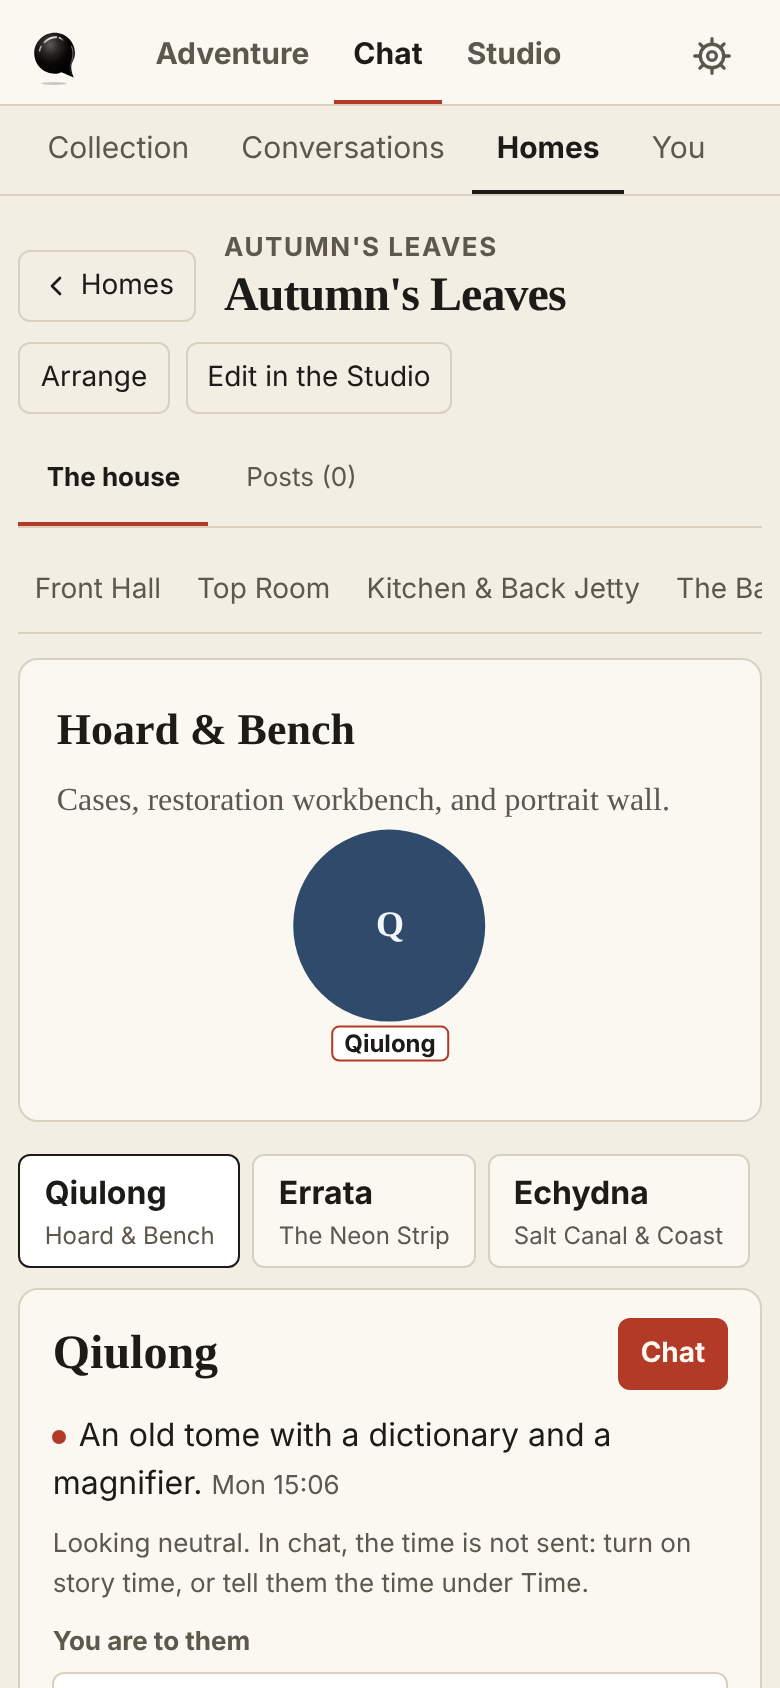 Adventure Chat Studio
Collection Conversations Homes You
AUTUMN'S LEAVES
Homes
Autumn's Leaves
Arrange Edit in the Studio
The house Posts (0)
Front Hall Top Room Kitchen & Back Jetty The
Hoard & Bench
Cases, restoration workbench, and portrait wall.
Q
Qiulong
Qiulong Errata Echydna
Hoard & Bench The Neon Strip Salt Canal & Coast
Qiulong
Chat
An old tome with a dictionary and a
magnifier. Mon 15:06
Looking neutral. In chat, the time is not sent: turn on
story time, or tell them the time under Time.
You are to them